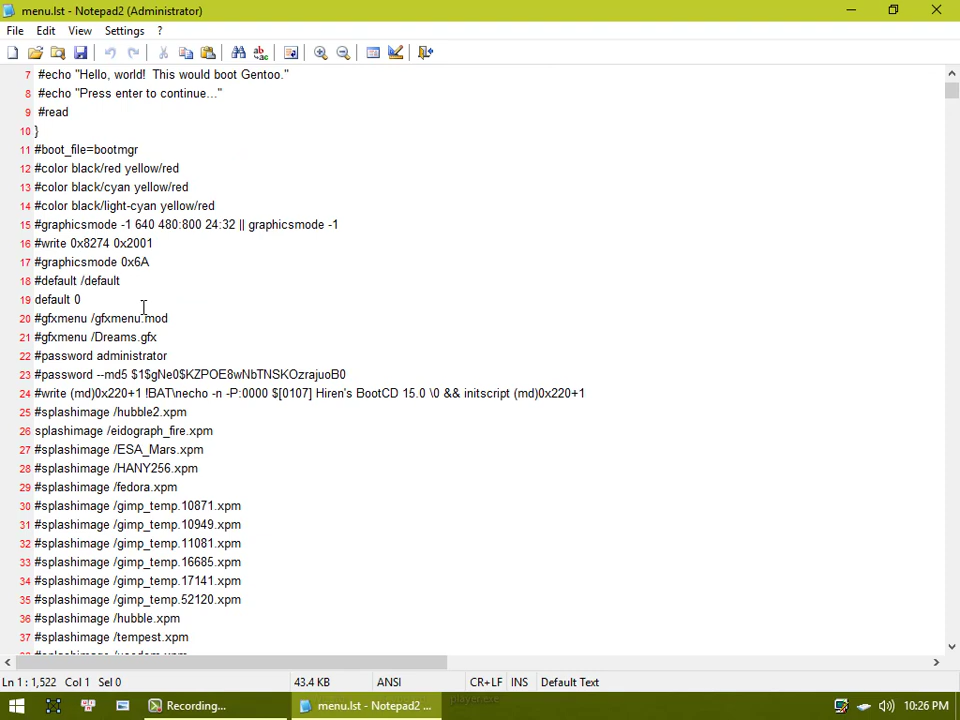 menu.lst - Notepad2 (Administrator)
File Edit View Settings ?
7 #echo "Hello, world!  This would boot Gentoo."
8 #echo "Press enter to continue..."
9 #read
10 }
11 #boot_file=bootmgr
12 #color black/red yellow/red
13 #color black/cyan yellow/red
14 #color black/light-cyan yellow/red
15 #graphicsmode -1 640 480:800 24:32 || graphicsmode -1
16 #write 0x8274 0x2001
17 #graphicsmode 0x6A
18 #default /default
19 default 0
20 #gfxmenu /gfxmenu.mod
21 #gfxmenu /Dreams.gfx
22 #password administrator
23 #password --md5 $1$gNe0$KZPOE8wNbTNSKOzrajuoB0
24 #write (md)0x220+1 !BAT\necho -n -P:0000 $[0107] Hiren's BootCD 15.0 \0 && initscript (md)0x220+1
25 #splashimage /hubble2.xpm
26 splashimage /eidograph_fire.xpm
27 #splashimage /ESA_Mars.xpm
28 #splashimage /HANY256.xpm
29 #splashimage /fedora.xpm
30 #splashimage /gimp_temp.10871.xpm
31 #splashimage /gimp_temp.10949.xpm
32 #splashimage /gimp_temp.11081.xpm
33 #splashimage /gimp_temp.16685.xpm
34 #splashimage /gimp_temp.17141.xpm
35 #splashimage /gimp_temp.52120.xpm
36 #splashimage /hubble.xpm
37 #splashimage /tempest.xpm
Ln 1 : 1,522 Col 1 Sel 0 43.4 KB ANSI CR+LF INS Default Text
Recording... menu.lst - Notepad2 ... 10:26 PM